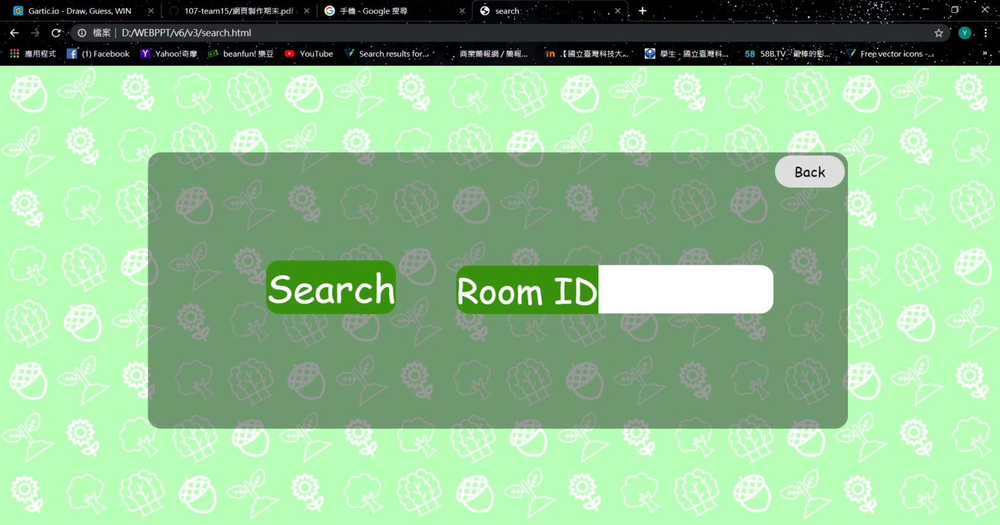 Gartic.io - Draw, Guess, WIN
107-team15/網頁製作期末.pdf a
手機 - Google 搜尋
search
檔案 | D:/WEBPPT/v6/v3/search.html
Y
應用程式
(1) Facebook
Yahoo!奇摩
beanfun! 樂豆
YouTube
Search results for...
商業簡報網 / 簡報...
【國立臺灣科技大...
學生 - 國立臺灣科...
58 58B.TV - 最棒的影...
Free vector icons -...
Back
Search
Room ID